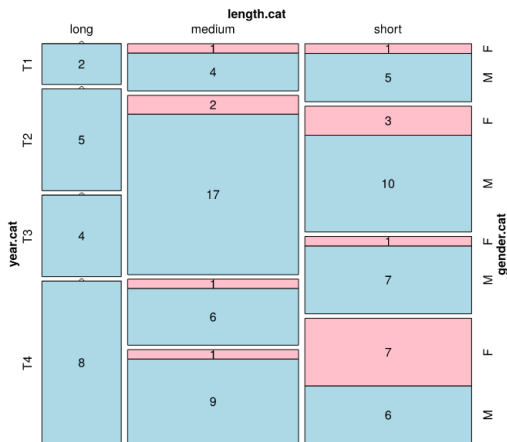 length.cat
long medium short
T1 2 1 4 1 5 F M
T2 5 2 17 3 10 F M
T3 4 1 6 1 7 F M
T4 8 1 9 7 6 F M
year.cat
gender.cat